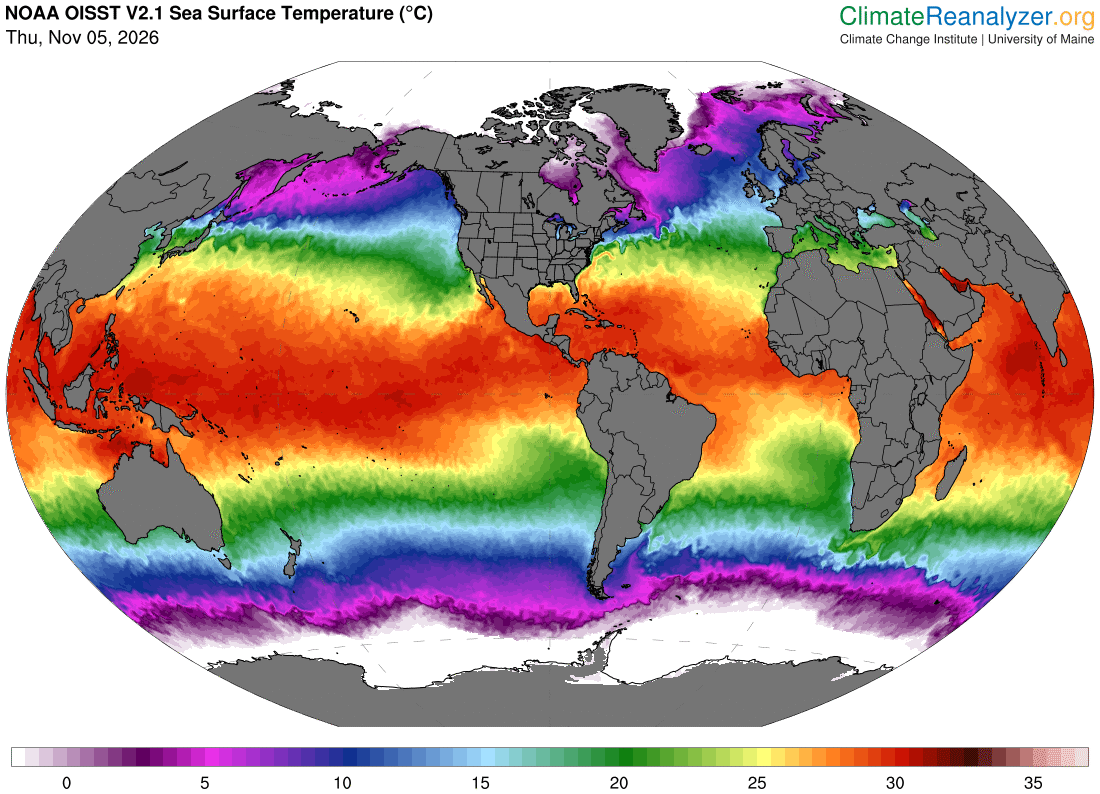 NOAA OISST V2.1 Sea Surface Temperature (°C)
Thu, Nov 05, 2026
ClimateReanalyzer.org
Climate Change Institute | University of Maine
0 5 10 15 20 25 30 35